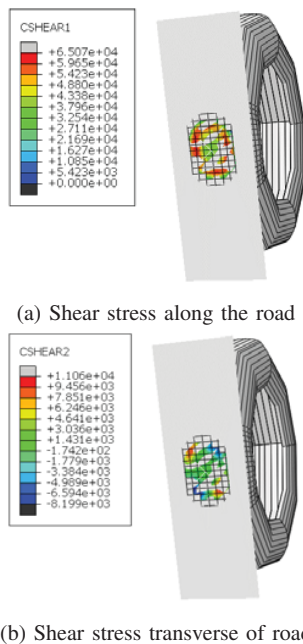 CSHEAR1
+6.507e+04
+5.965e+04
+5.423e+04
+4.880e+04
+4.338e+04
+3.796e+04
+3.254e+04
+2.711e+04
+2.169e+04
+1.627e+04
+1.085e+04
+5.423e+03
+0.000e+00
(a) Shear stress along the road
CSHEAR2
+1.106e+04
+9.456e+03
+7.851e+03
+6.246e+03
+4.641e+03
+3.036e+03
+1.431e+03
-1.742e+02
-1.779e+03
-3.384e+03
-4.989e+03
-6.594e+03
-8.199e+03
(b) Shear stress transverse of road